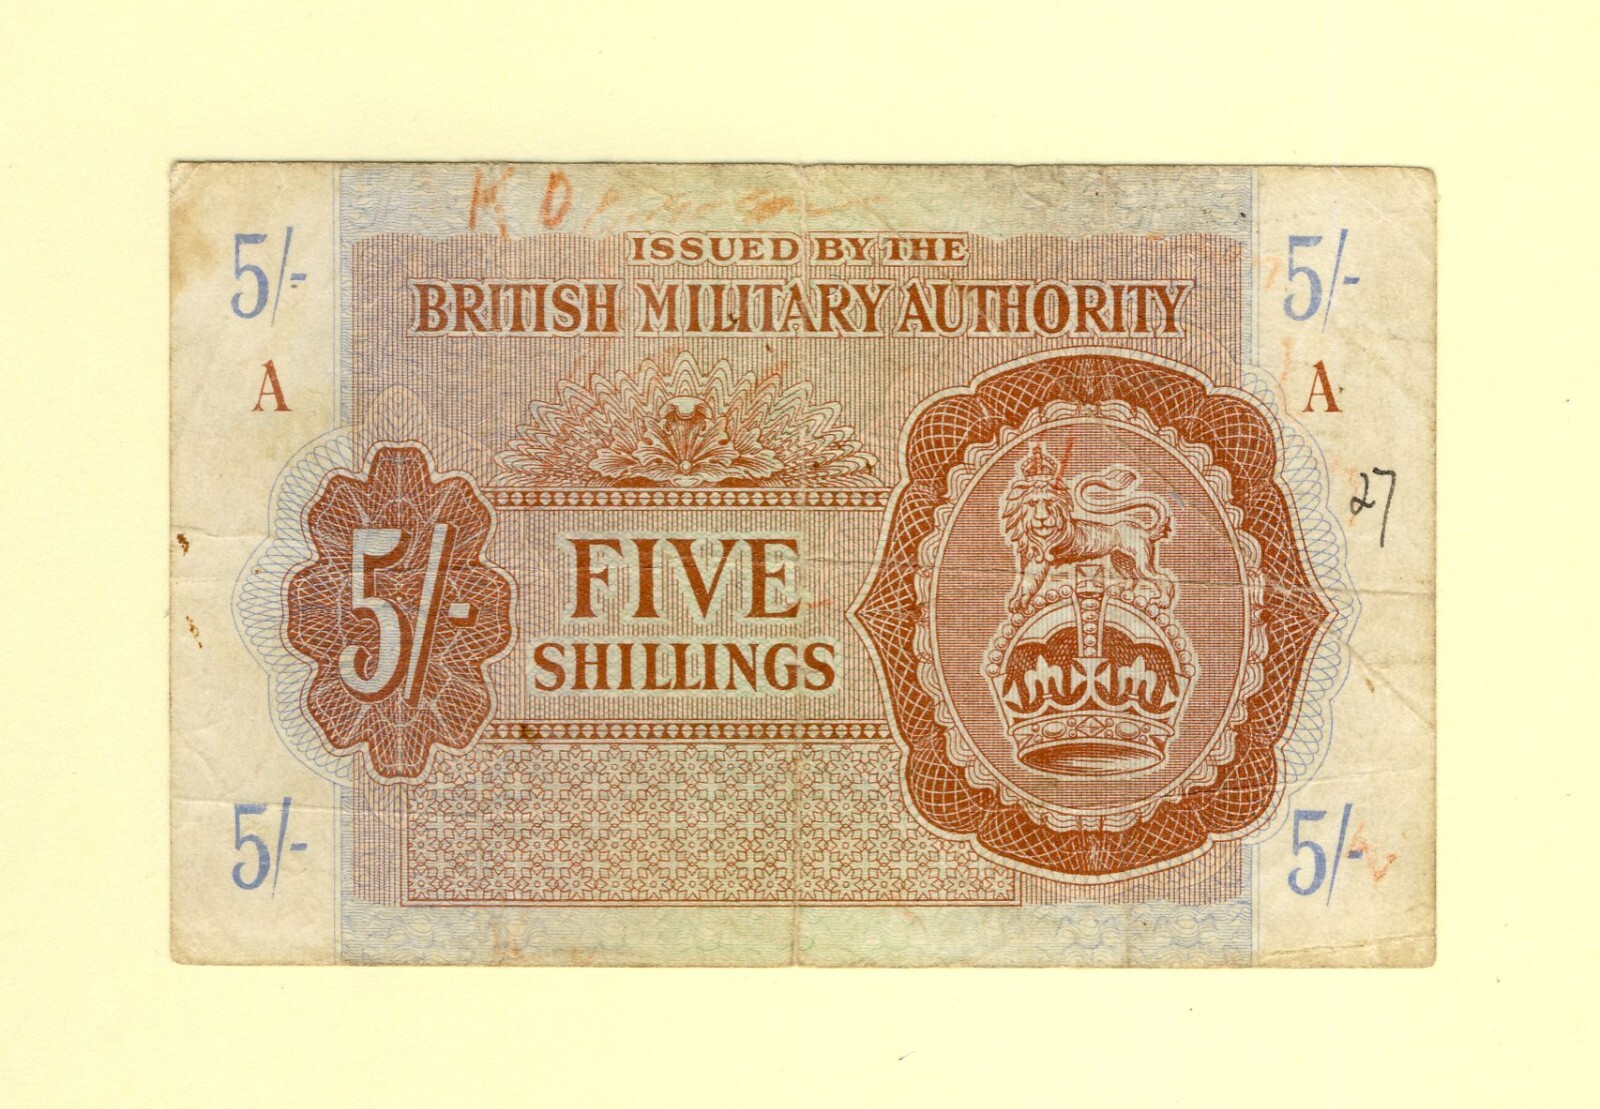 K O
ISSUED BY THE
BRITISH MILITARY AUTHORITY
5/- 5/-
A A
27
5/-
FIVE
SHILLINGS
5/- 5/-